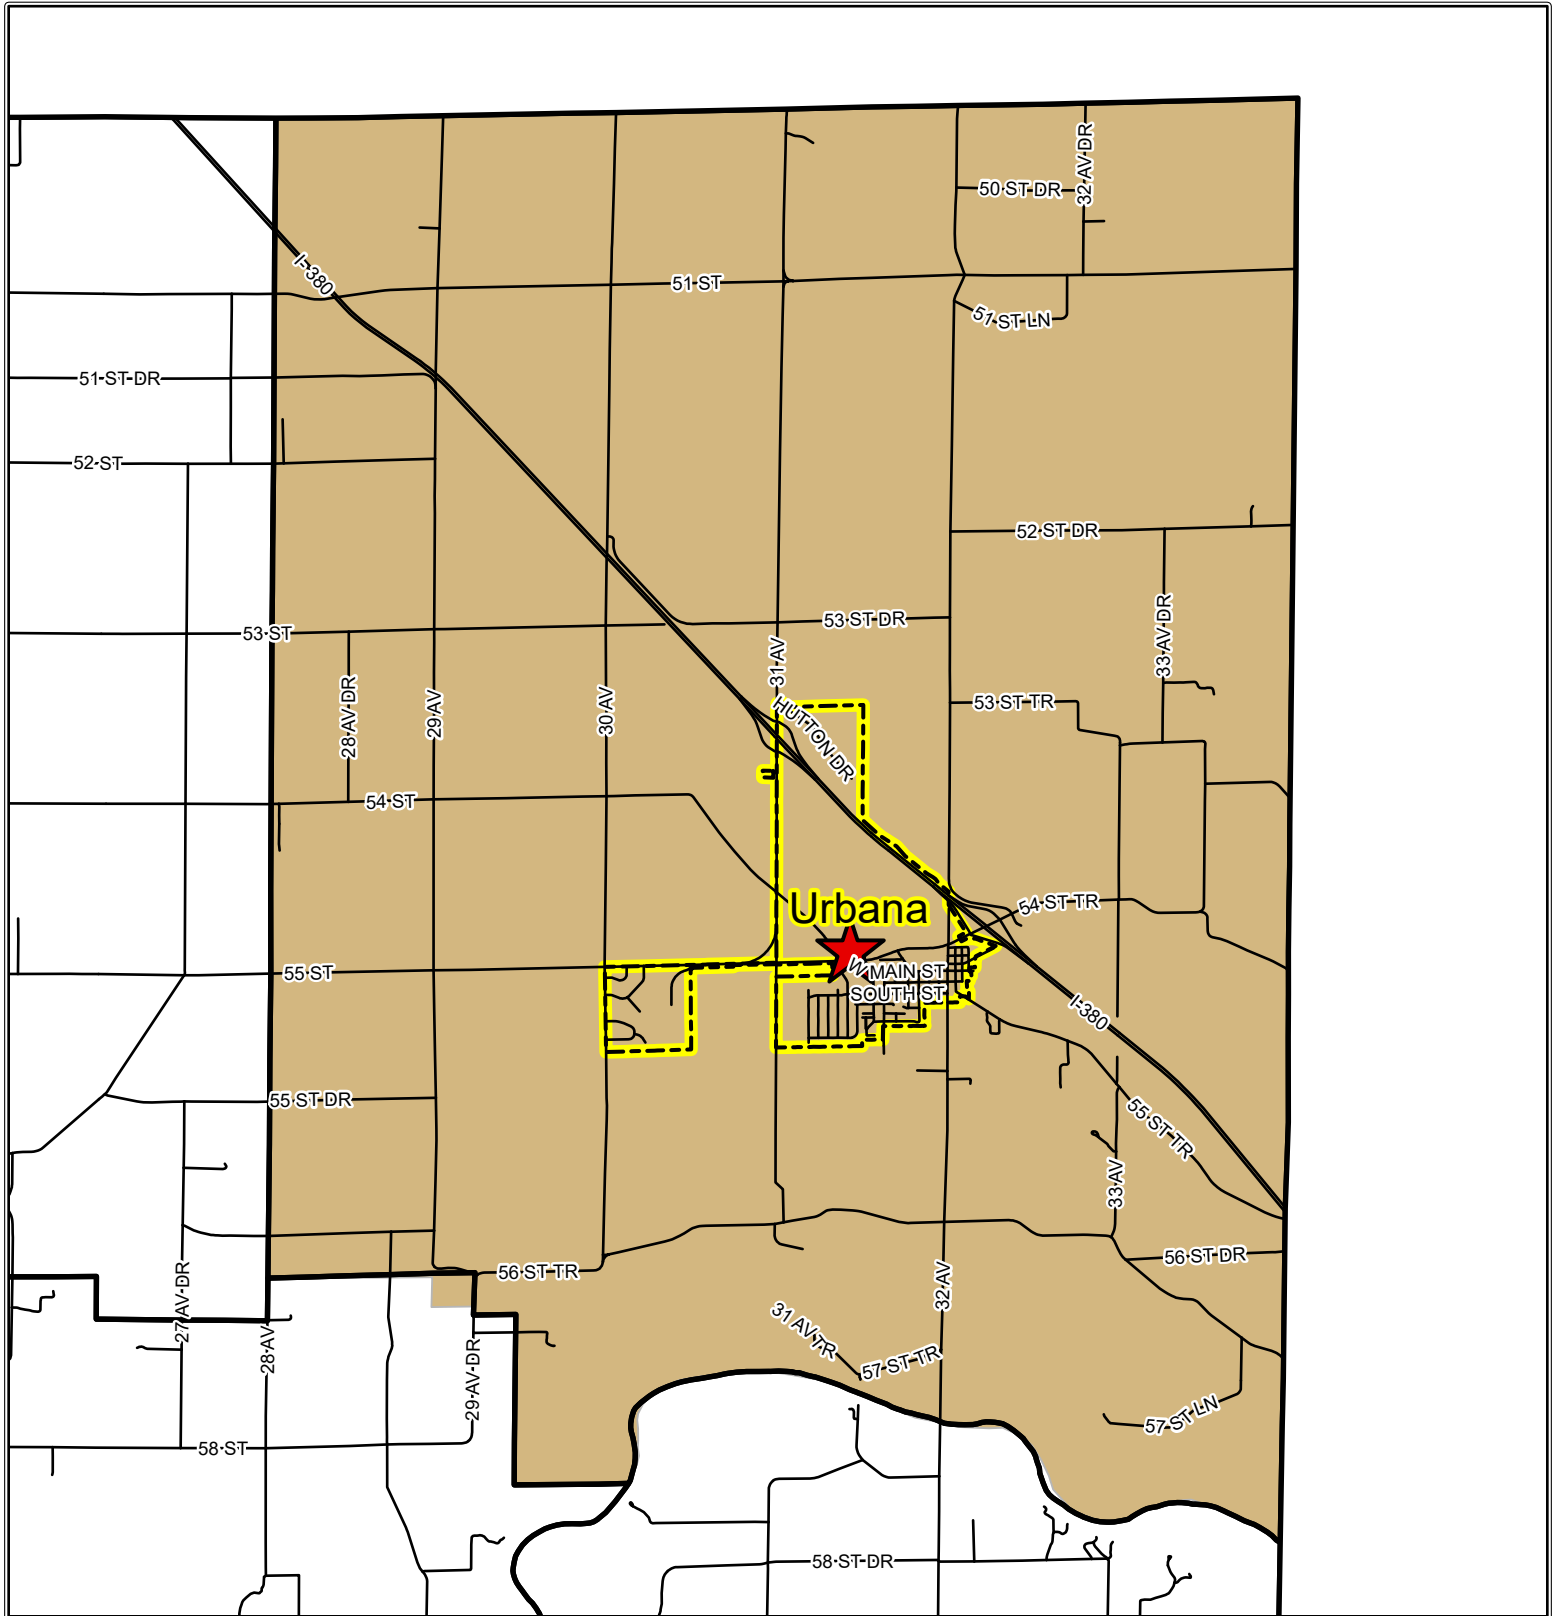 32 AV DR
50 ST DR
I-380
51 ST
51 ST LN
51 ST DR
52 ST
52 ST DR
53 ST DR
53 ST
33 AV DR
31 AV
28 AV DR
29 AV
30 AV
53 ST TR
HUTTON DR
54 ST
Urbana
54 ST TR
55 ST
W MAIN ST
SOUTH ST
I-380
55 ST DR
55 ST TR
33 AV
56 ST DR
56 ST TR
27 AV DR
32 AV
31 AV TR
28 AV
57 ST TR
29 AV DR
57 ST LN
58 ST
58 ST DR